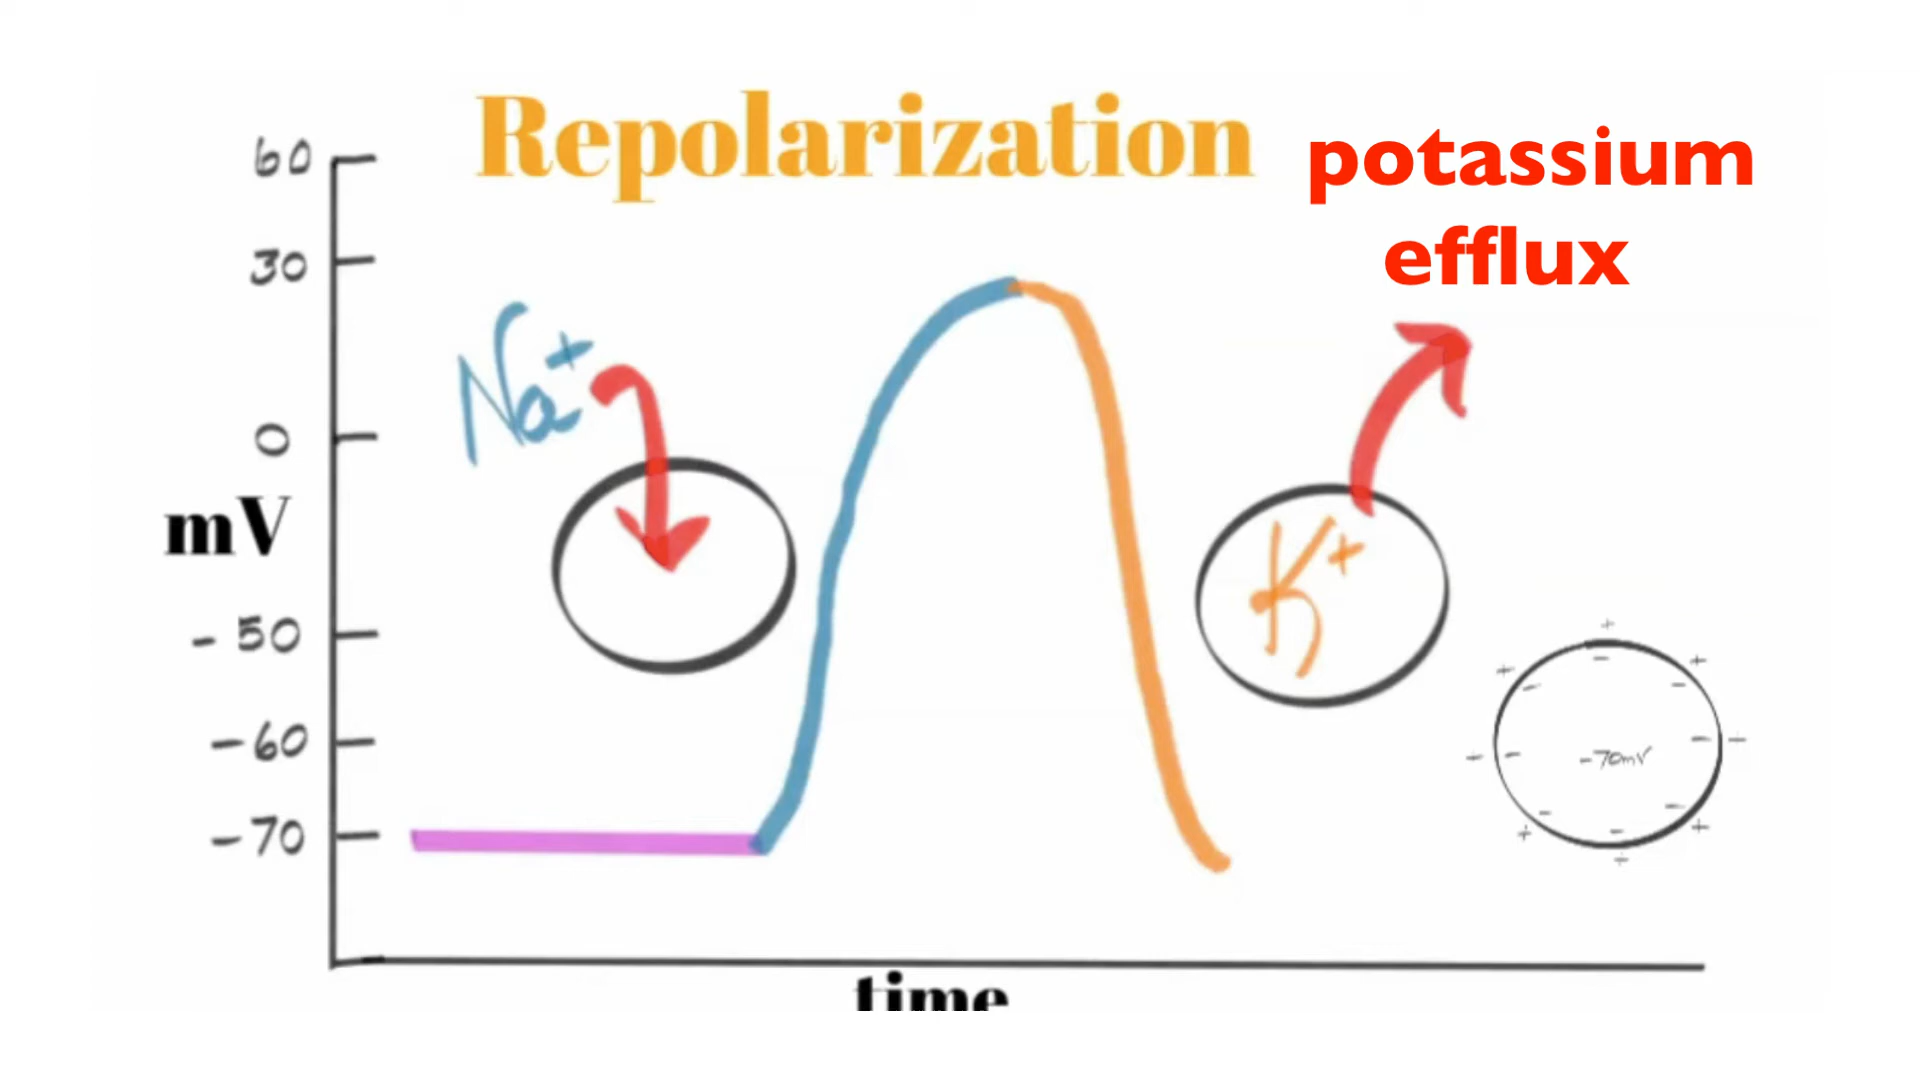 Repolarization
potassium
efflux
60
30
0
mV
- 50
-60
-70
Na+
K+
+ + + + + + + +
- - - - - - - -
-70mV
time